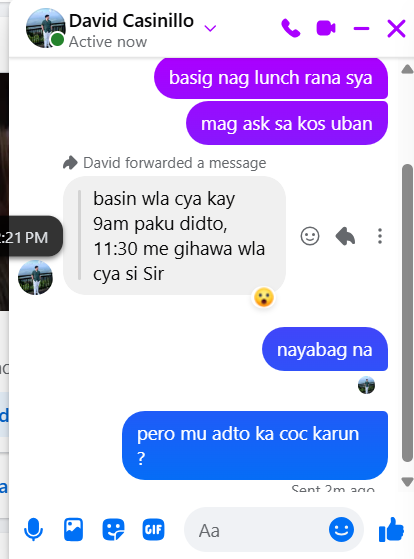 David Casinillo
Active now
basig nag lunch rana sya
mag ask sa kos uban
David forwarded a message
basin wla cya kay
9am paku didto,
11:30 me gihawa wla
cya si Sir
:21 PM
nayabag na
pero mu adto ka coc karun
?
Sent 2m ago
GIF
Aa